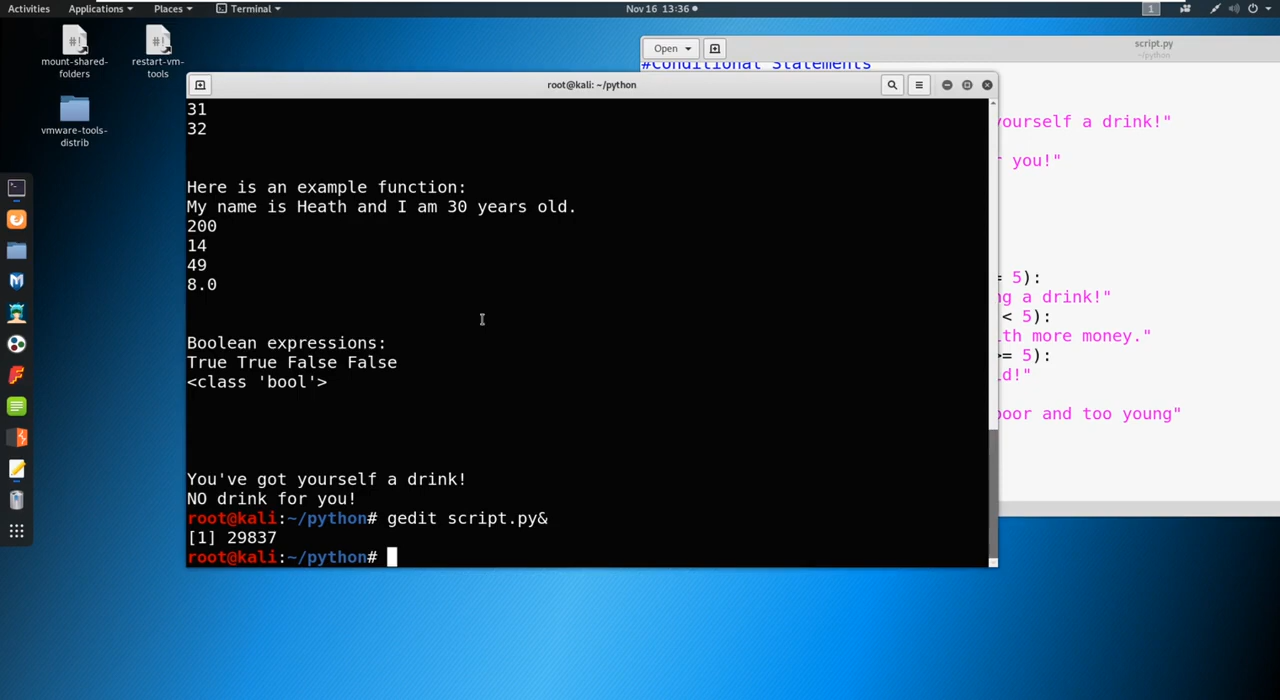 Activities Applications Places Terminal Nov 16 13:36 1
mount-shared-folders
restart-vm-tools
vmware-tools-distrib
Open script.py
~/python
#Conditional Statements
root@kali: ~/python
31
32
Here is an example function:
My name is Heath and I am 30 years old.
200
14
49
8.0
Boolean expressions:
True True False False
<class 'bool'>
You've got yourself a drink!
NO drink for you!
root@kali:~/python# gedit script.py&
[1] 29837
root@kali:~/python#
yourself a drink!"
you!"
= 5):
ng a drink!"
< 5):
ith more money."
>= 5):
d!"
poor and too young"